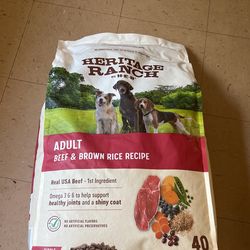 HERITAGE
RANCH
BY H-E-B
ADULT
BEEF & BROWN RICE RECIPE
Real USA Beef - 1st Ingredient
Omega 3 & 6 to help support
healthy joints and a shiny coat
NO ARTIFICIAL FLAVORS
NO ARTIFICIAL PRESERVATIVES
40